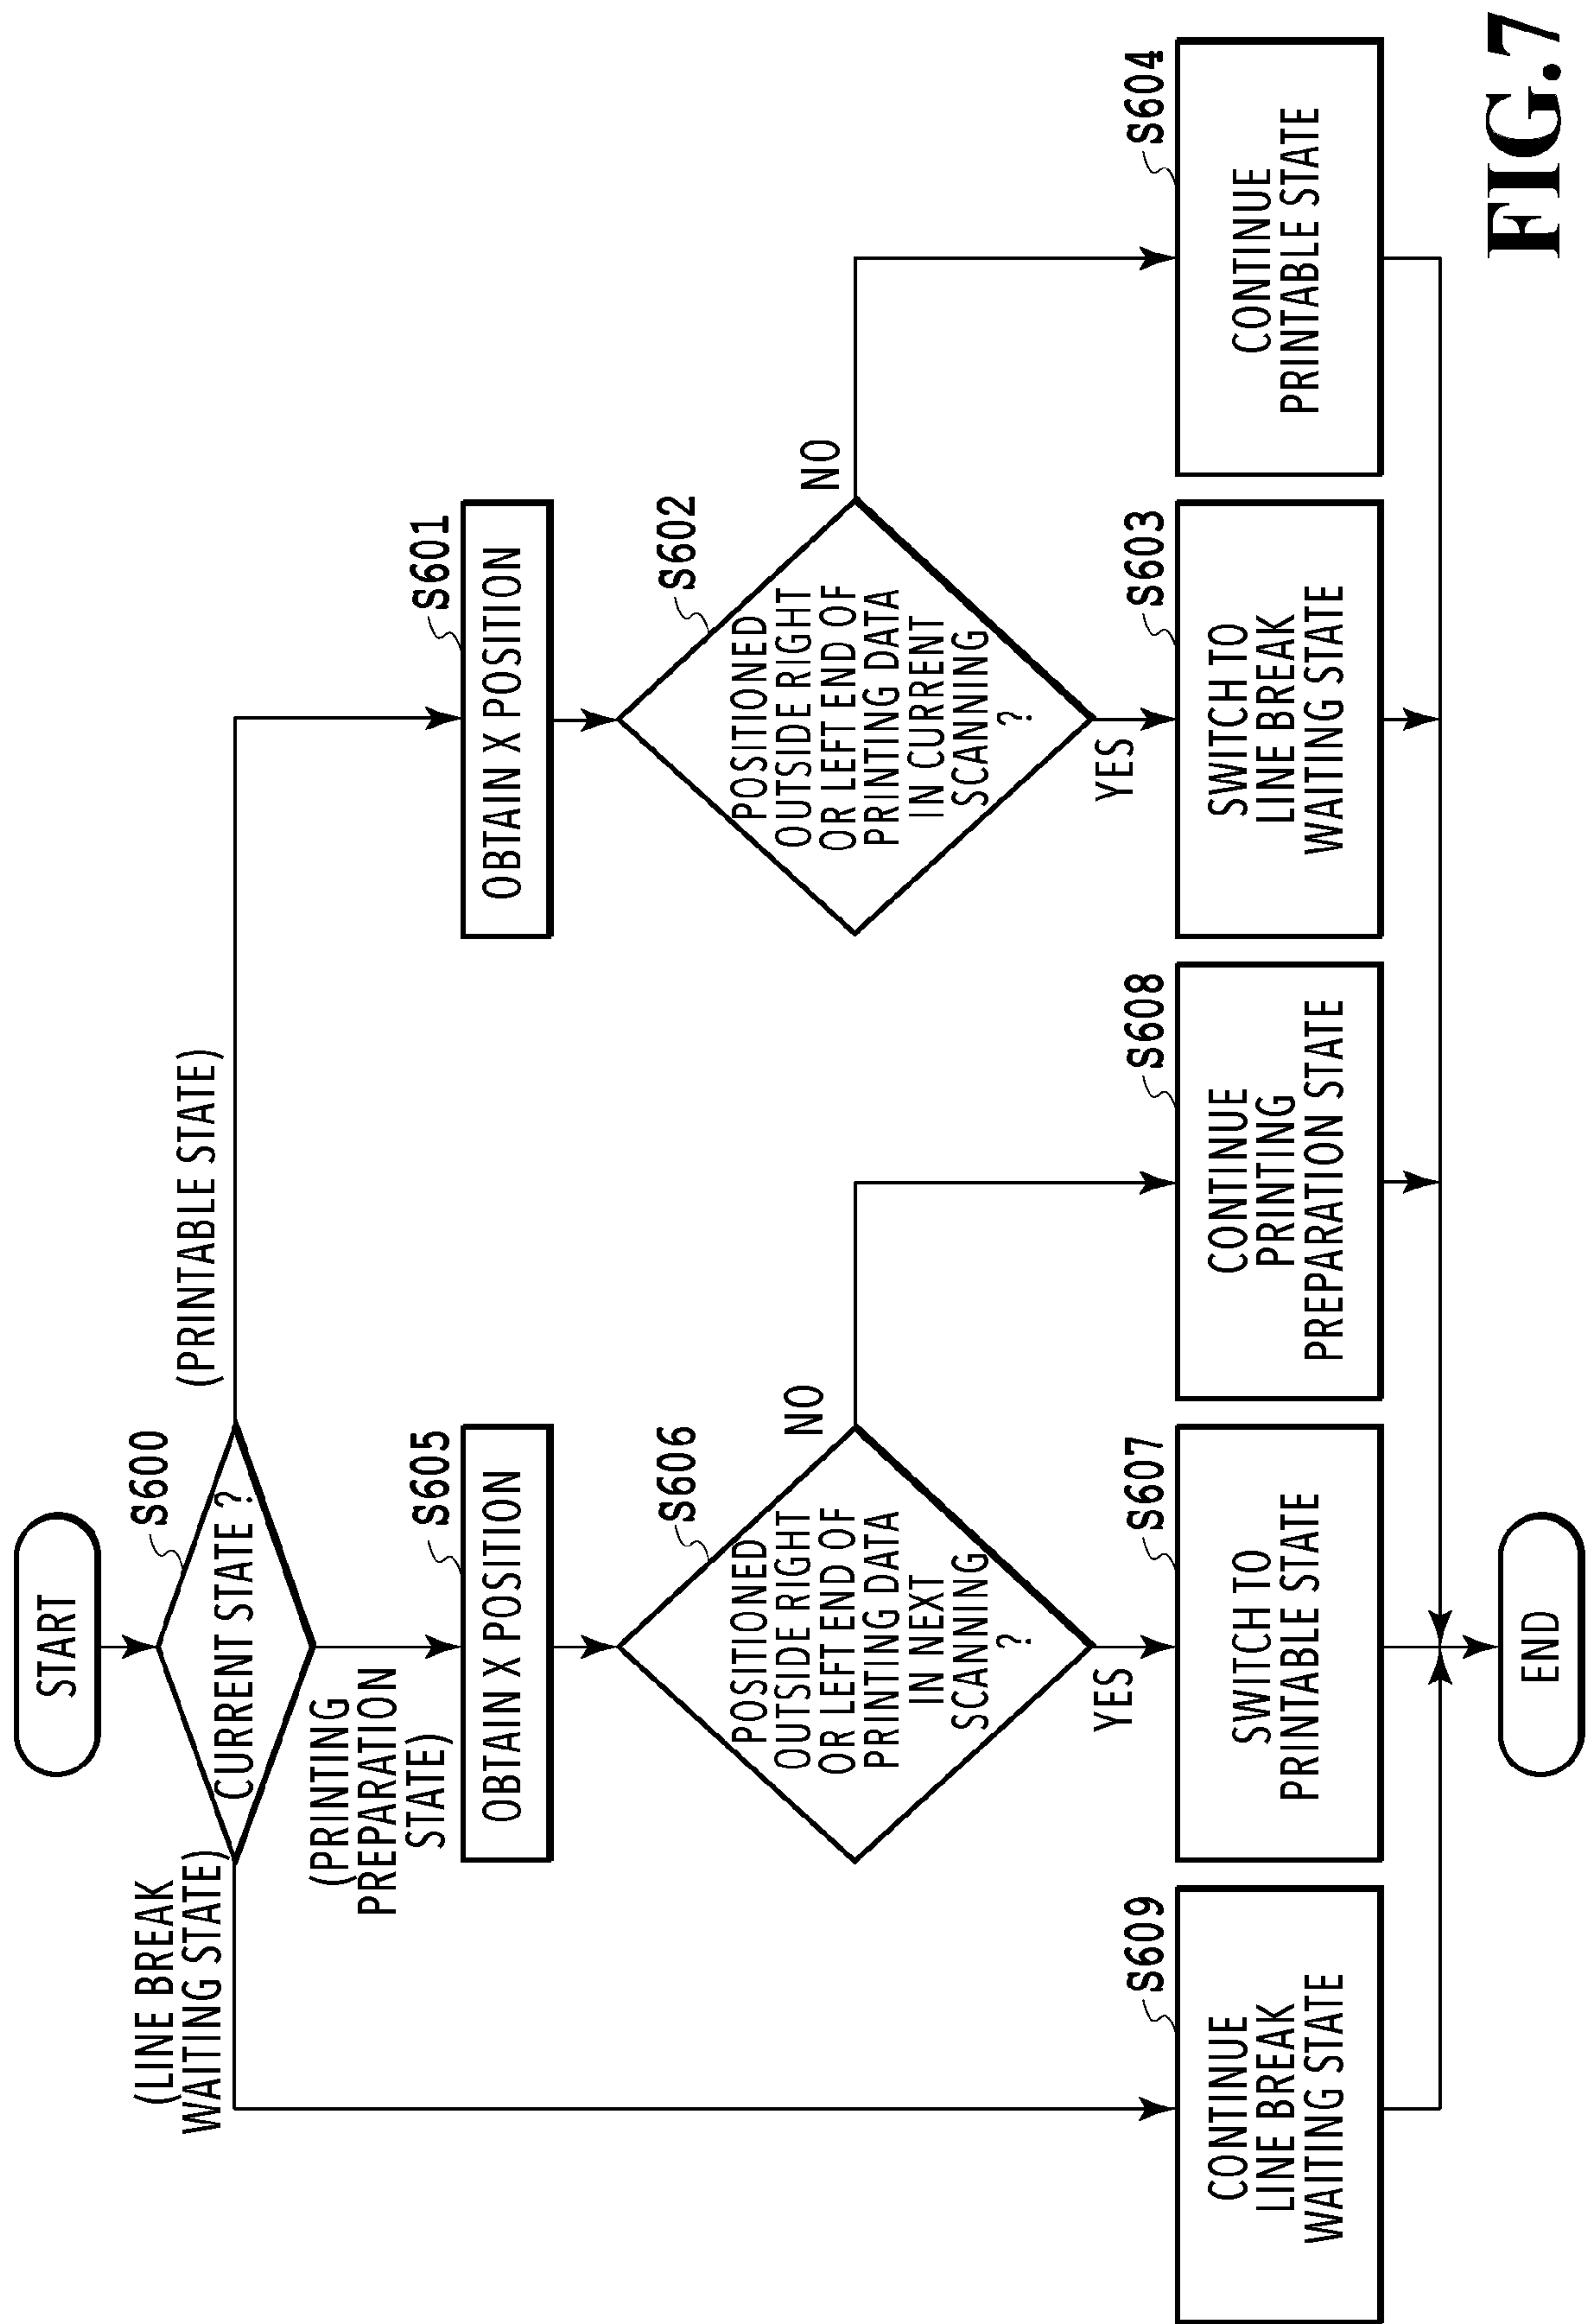 START
S600
CURRENT STATE ?
(LINE BREAK
WAITING STATE)
(PRINTING
PREPARATION
STATE)
(PRINTABLE STATE)
S605
OBTAIN X POSITION
S601
OBTAIN X POSITION
S606
POSITIONED
OUTSIDE RIGHT
OR LEFT END OF
PRINTING DATA
IN NEXT
SCANNING
?
NO
YES
S602
POSITIONED
OUTSIDE RIGHT
OR LEFT END OF
PRINTING DATA
IN CURRENT
SCANNING
?
NO
YES
S609
CONTINUE
LINE BREAK
WAITING STATE
S607
SWITCH TO
PRINTABLE STATE
S608
CONTINUE
PRINTING
PREPARATION STATE
S603
SWITCH TO
LINE BREAK
WAITING STATE
S604
CONTINUE
PRINTABLE STATE
END
FIG.7